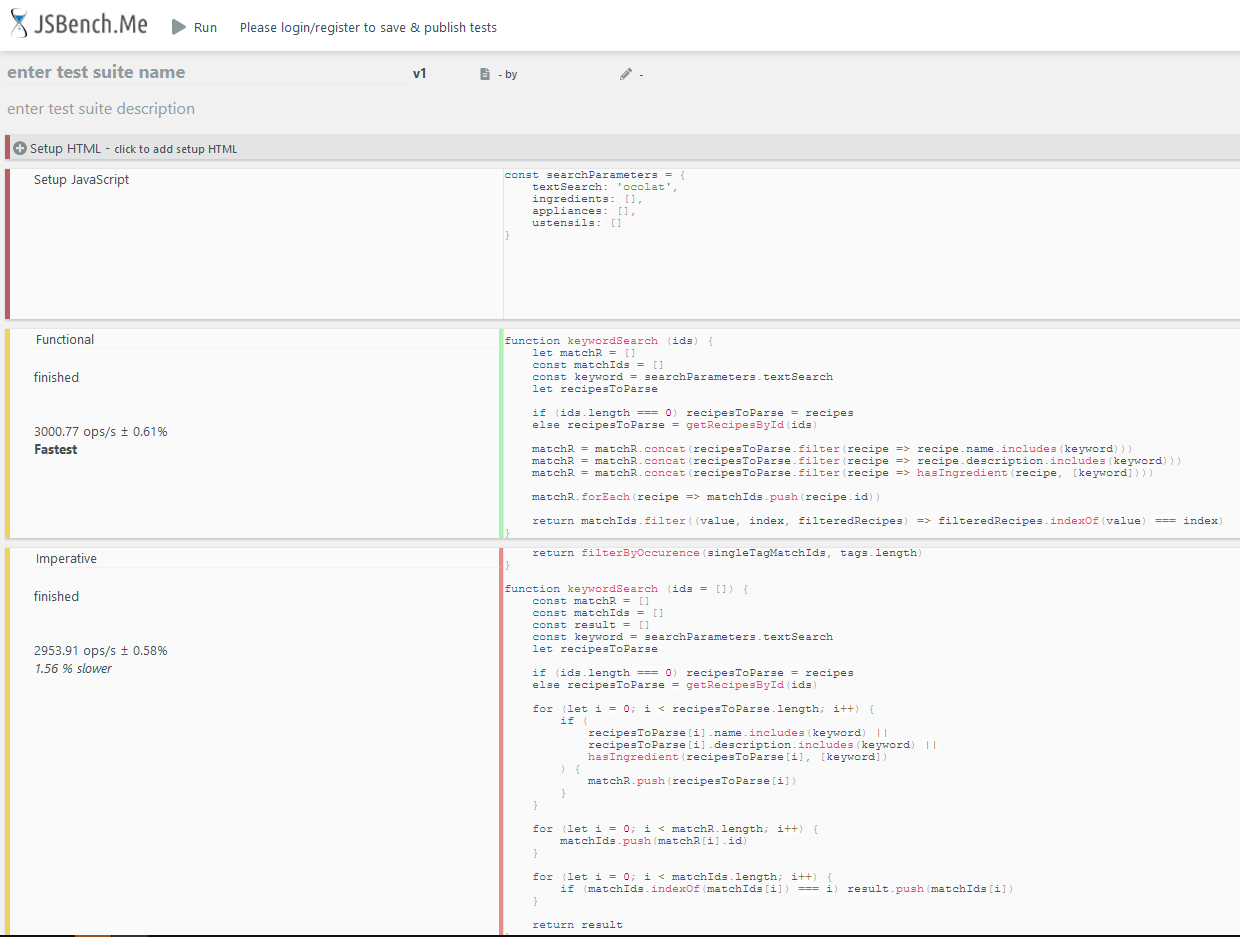 JSBench.Me Run Please login/register to save & publish tests
enter test suite name v1 - by -
enter test suite description
Setup HTML - click to add setup HTML
Setup JavaScript
const searchParameters = {
    textSearch: 'ocolat',
    ingredients: [],
    appliances: [],
    ustensils: []
}
Functional
finished
3000.77 ops/s ± 0.61%
Fastest
function keywordSearch (ids) {
    let matchR = []
    const matchIds = []
    const keyword = searchParameters.textSearch
    let recipesToParse
    if (ids.length === 0) recipesToParse = recipes
    else recipesToParse = getRecipesById(ids)
    matchR = matchR.concat(recipesToParse.filter(recipe => recipe.name.includes(keyword)))
    matchR = matchR.concat(recipesToParse.filter(recipe => recipe.description.includes(keyword)))
    matchR = matchR.concat(recipesToParse.filter(recipe => hasIngredient(recipe, [keyword])))
    matchR.forEach(recipe => matchIds.push(recipe.id))
    return matchIds.filter((value, index, filteredRecipes) => filteredRecipes.indexOf(value) === index)
}
Imperative
finished
2953.91 ops/s ± 0.58%
1.56 % slower
    return filterByOccurence(singleTagMatchIds, tags.length)
}
function keywordSearch (ids = []) {
    const matchR = []
    const matchIds = []
    const result = []
    const keyword = searchParameters.textSearch
    let recipesToParse
    if (ids.length === 0) recipesToParse = recipes
    else recipesToParse = getRecipesById(ids)
    for (let i = 0; i < recipesToParse.length; i++) {
        if (
            recipesToParse[i].name.includes(keyword) ||
            recipesToParse[i].description.includes(keyword) ||
            hasIngredient(recipesToParse[i], [keyword])
        ) {
            matchR.push(recipesToParse[i])
        }
    }
    for (let i = 0; i < matchR.length; i++) {
        matchIds.push(matchR[i].id)
    }
    for (let i = 0; i < matchIds.length; i++) {
        if (matchIds.indexOf(matchIds[i]) === i) result.push(matchIds[i])
    }
    return result